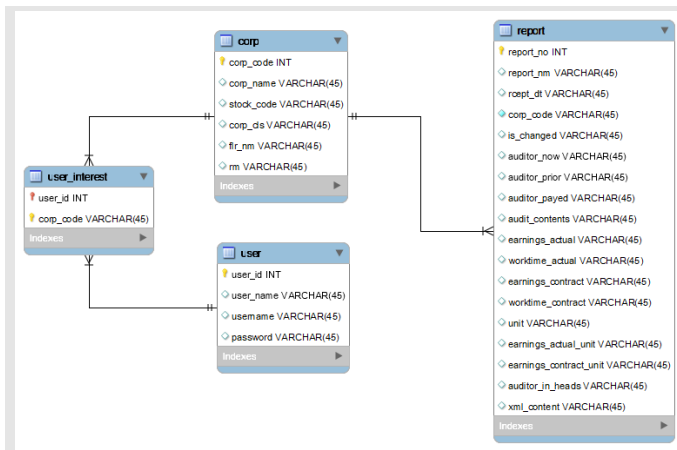 corp
corp_code INT
corp_name VARCHAR(45)
stock_code VARCHAR(45)
corp_cls VARCHAR(45)
flr_nm VARCHAR(45)
rm VARCHAR(45)
Indexes
user_interest
user_id INT
corp_code VARCHAR(45)
Indexes
user
user_id INT
user_name VARCHAR(45)
username VARCHAR(45)
password VARCHAR(45)
Indexes
report
report_no INT
report_nm VARCHAR(45)
rcept_dt VARCHAR(45)
corp_code VARCHAR(45)
is_changed VARCHAR(45)
auditor_now VARCHAR(45)
auditor_prior VARCHAR(45)
auditor_payed VARCHAR(45)
audit_contents VARCHAR(45)
earnings_actual VARCHAR(45)
worktime_actual VARCHAR(45)
earnings_contract VARCHAR(45)
worktime_contract VARCHAR(45)
unit VARCHAR(45)
earnings_actual_unit VARCHAR(45)
earnings_contract_unit VARCHAR(45)
auditor_in_heads VARCHAR(45)
xml_content VARCHAR(45)
Indexes